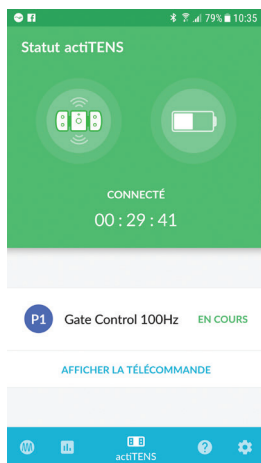 79% 10:35
Statut actiTENS
CONNECTÉ
00 : 29 : 41
P1 Gate Control 100Hz EN COURS
AFFICHER LA TÉLÉCOMMANDE
actiTENS